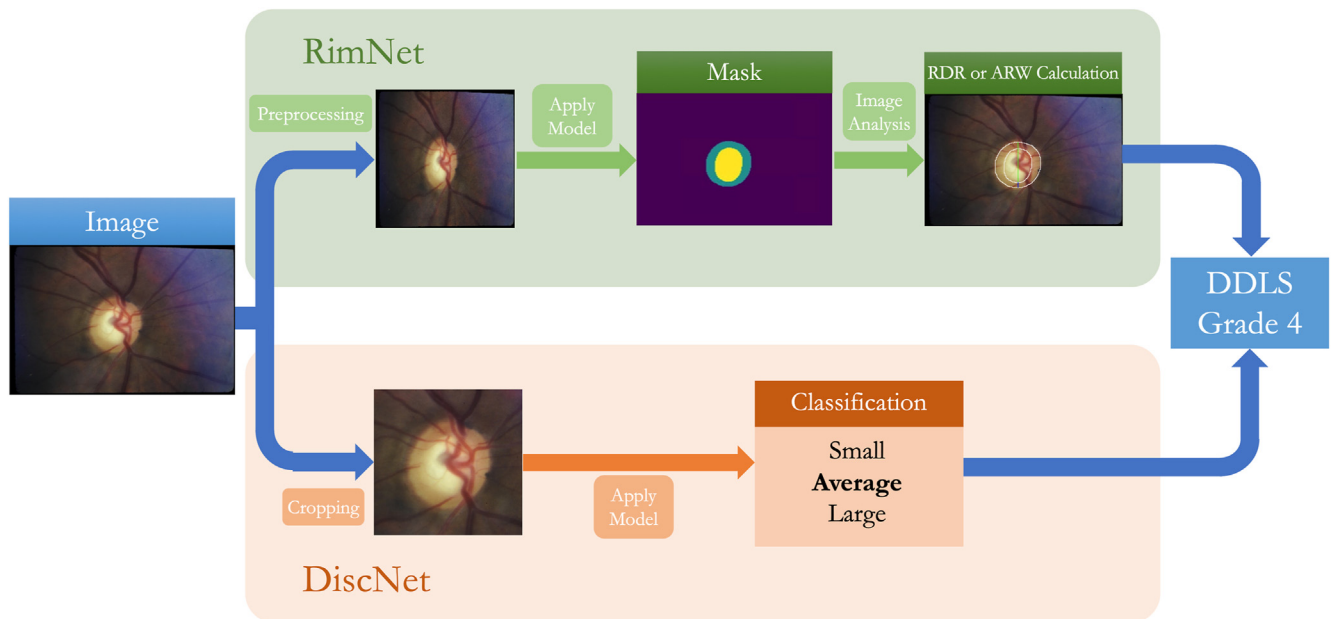 RimNet
Preprocessing
Apply
Model
Mask
Image
Analysis
RDR or ARW Calculation
Image
DDLS
Grade 4
Cropping
Apply
Model
Classification
Small
Average
Large
DiscNet